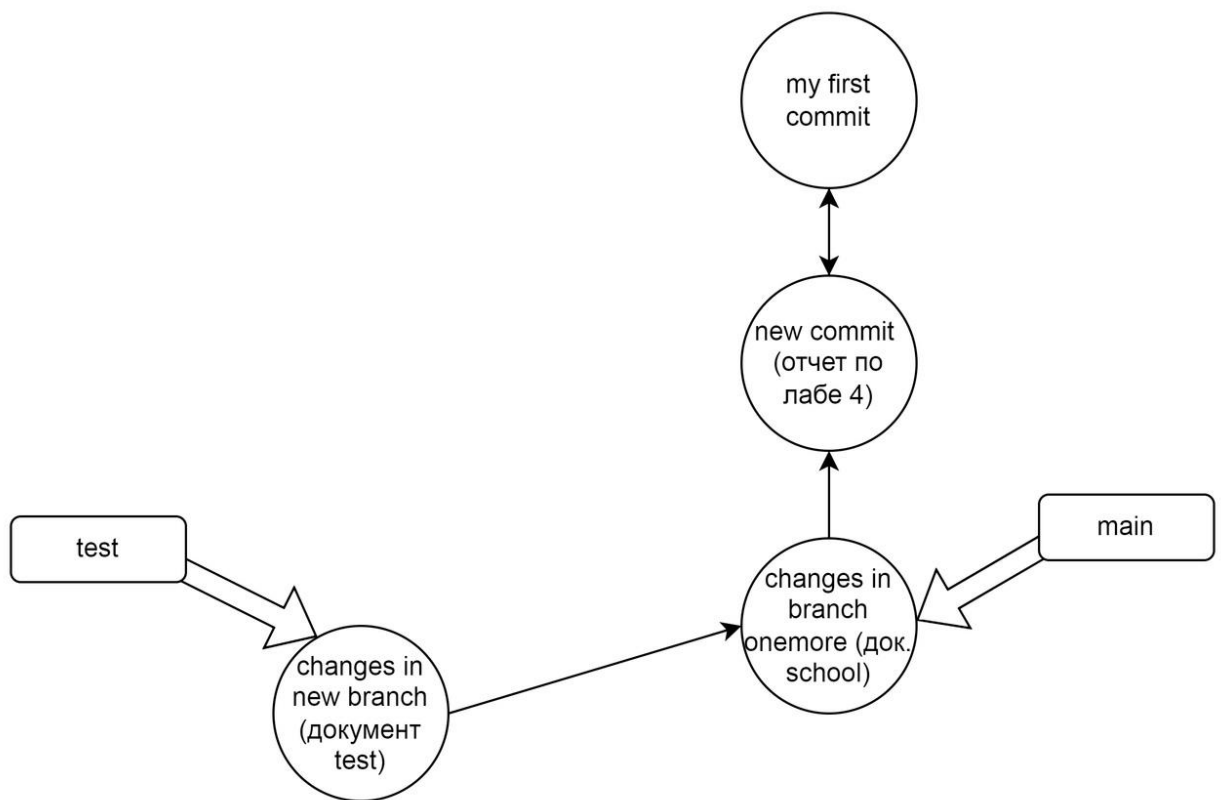 my first
commit
new commit
(отчет по
лабе 4)
test
main
changes in
branch
onemore (док.
school)
changes in
new branch
(документ
test)